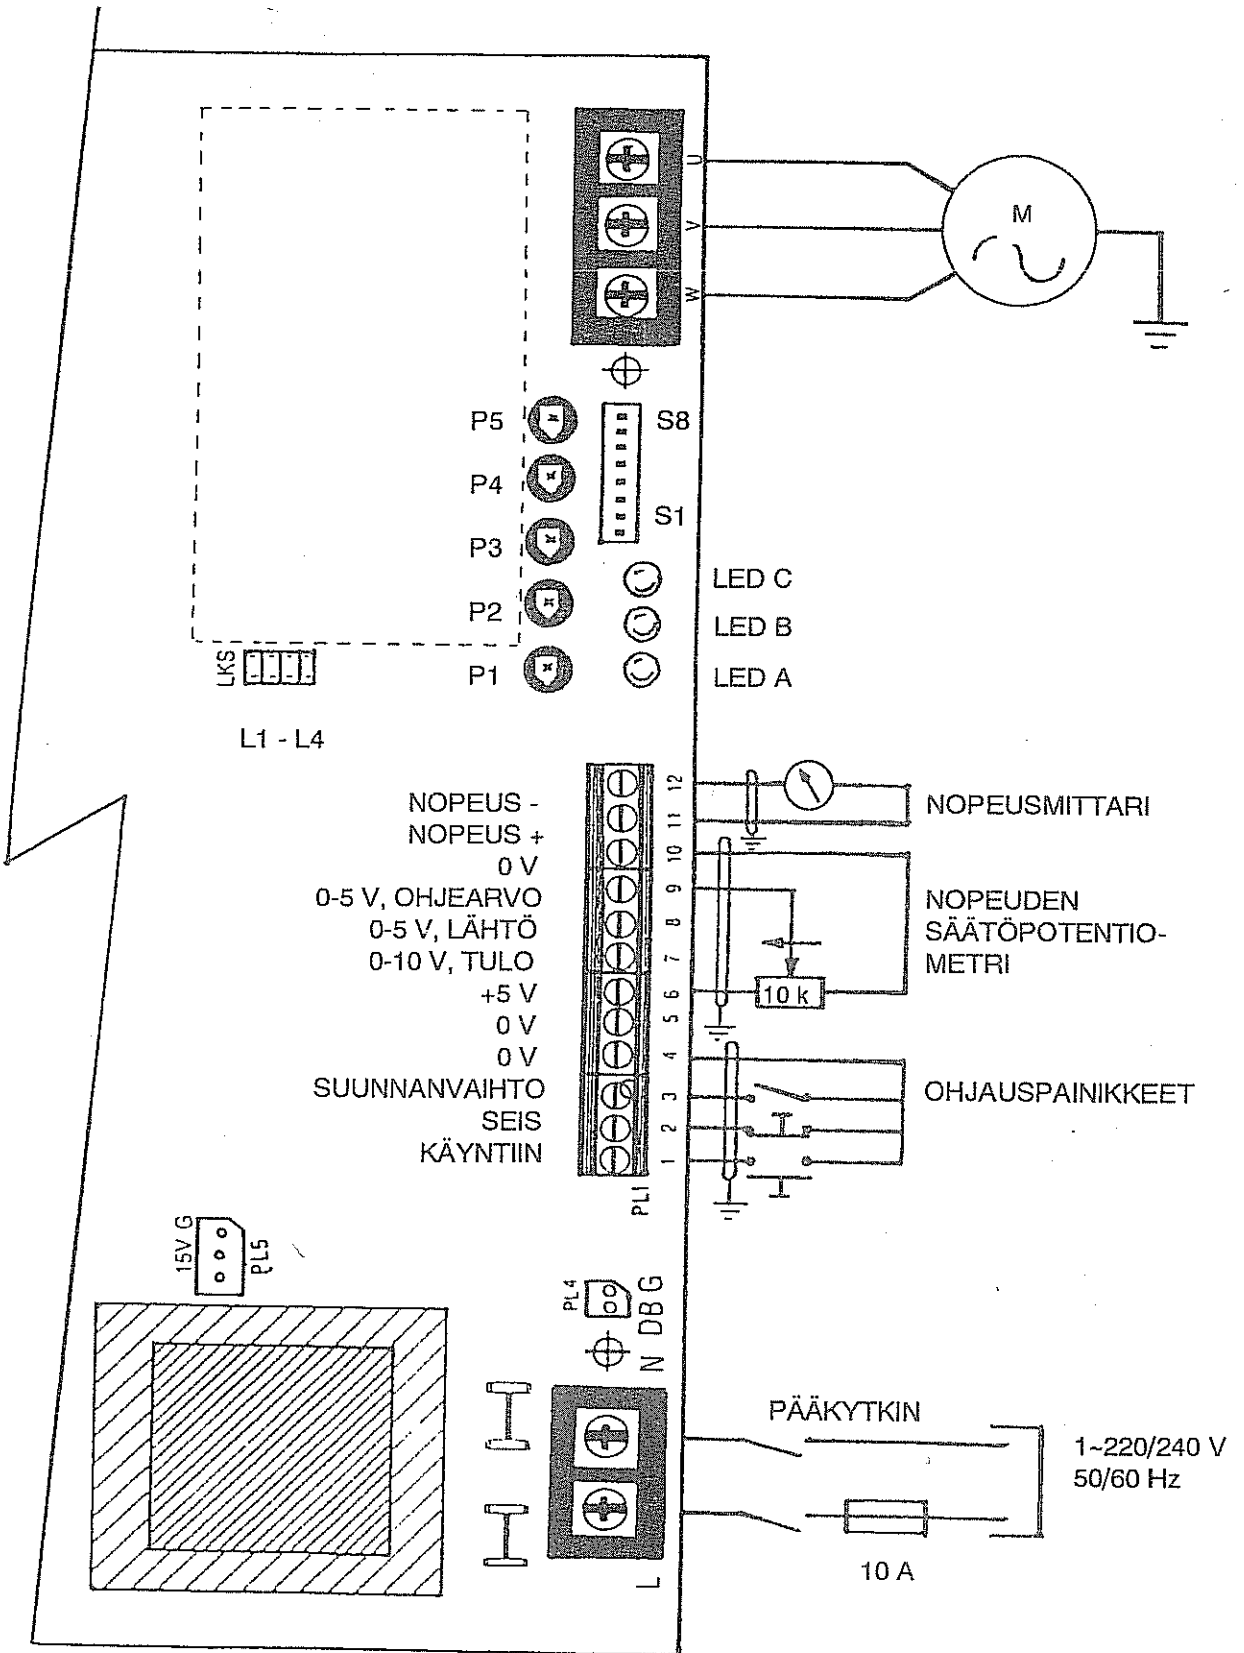 U
V
W
M
P5
S8
P4
S1
P3
LED C
P2
LED B
P1
LED A
LKS
L1 - L4
NOPEUS -
NOPEUS +
0 V
0-5 V, OHJEARVO
0-5 V, LÄHTÖ
0-10 V, TULO
+5 V
0 V
0 V
SUUNNANVAIHTO
SEIS
KÄYNTIIN
12
11
10
9
8
7
6
5
4
3
2
1
PL1
NOPEUSMITTARI
NOPEUDEN
SÄÄTÖPOTENTIO-
METRI
10 k
OHJAUSPAINIKKEET
15V G
PL5
PL4
N DBG
L
PÄÄKYTKIN
1~220/240 V
50/60 Hz
10 A